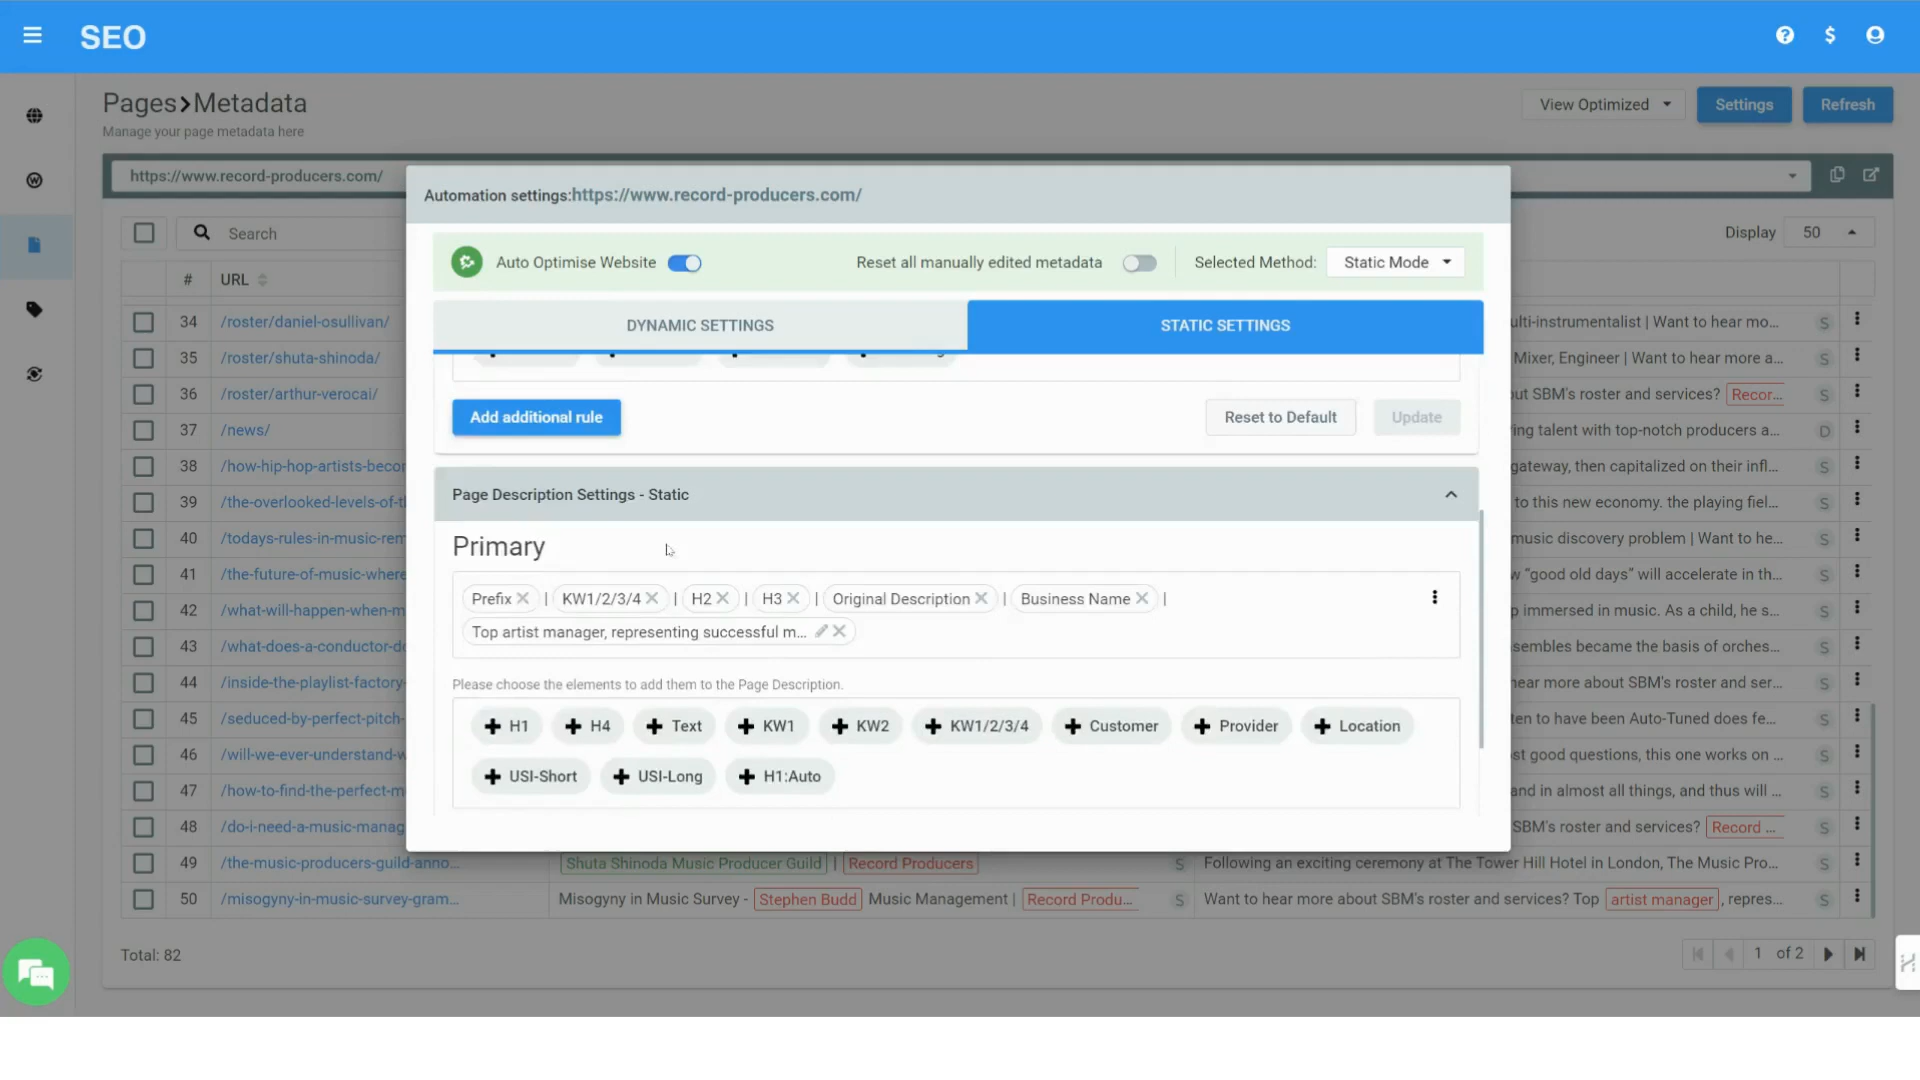 SEO
Pages>Metadata
Manage your page metadata here
View Optimized
Settings
Refresh
https://www.record-producers.com/
Automation settings:https://www.record-producers.com/
Search
Display 50
Auto Optimise Website
Reset all manually edited metadata
Selected Method: Static Mode
# URL
DYNAMIC SETTINGS
STATIC SETTINGS
34 /roster/daniel-osullivan/
ulti-instrumentalist | Want to hear mo... S
35 /roster/shuta-shinoda/
Mixer, Engineer | Want to hear more a... S
36 /roster/arthur-verocai/
out SBM's roster and services? Recor... S
37 /news/
ring talent with top-notch producers a... D
38 /how-hip-hop-artists-becor
gateway, then capitalized on their infl... S
39 /the-overlooked-levels-of-t
to this new economy. the playing fiel... S
40 /todays-rules-in-music-rem
music discovery problem | Want to he... S
41 /the-future-of-music-where
w “good old days” will accelerate in th... S
42 /what-will-happen-when-m
p immersed in music. As a child, he s... S
43 /what-does-a-conductor-do
sembles became the basis of orches... S
44 /inside-the-playlist-factory-
hear more about SBM's roster and ser... S
45 /seduced-by-perfect-pitch-
ten to have been Auto-Tuned does fe... S
46 /will-we-ever-understand-w
st good questions, this one works on ... S
47 /how-to-find-the-perfect-m
and in almost all things, and thus will ... S
48 /do-i-need-a-music-manag
SBM's roster and services? Record ... S
Add additional rule
Reset to Default
Update
Page Description Settings - Static
Primary
Prefix | KW1/2/3/4 | H2 | H3 | Original Description | Business Name |
Top artist manager, representing successful m...
Please choose the elements to add them to the Page Description.
H1 H4 Text KW1 KW2 KW1/2/3/4 Customer Provider Location
USI-Short USI-Long H1:Auto
49 /the-music-producers-guild-anno... Shuta Shinoda Music Producer Guild | Record Producers S Following an exciting ceremony at The Tower Hill Hotel in London, The Music Pro... S
50 /misogyny-in-music-survey-gram... Misogyny in Music Survey - Stephen Budd Music Management | Record Produ... S Want to hear more about SBM's roster and services? Top artist manager, repres... S
Total: 82
1 of 2